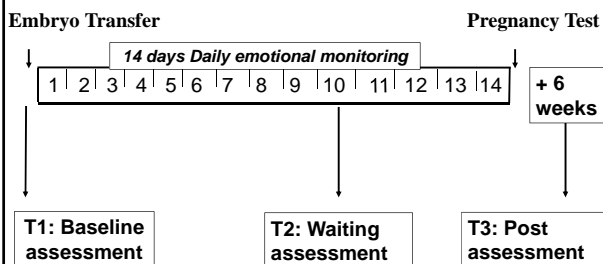 Embryo Transfer
Pregnancy Test
14 days Daily emotional monitoring
1 2 3 4 5 6 7 8 9 10 11 12 13 14
+ 6
weeks
T1: Baseline
assessment
T2: Waiting
assessment
T3: Post
assessment